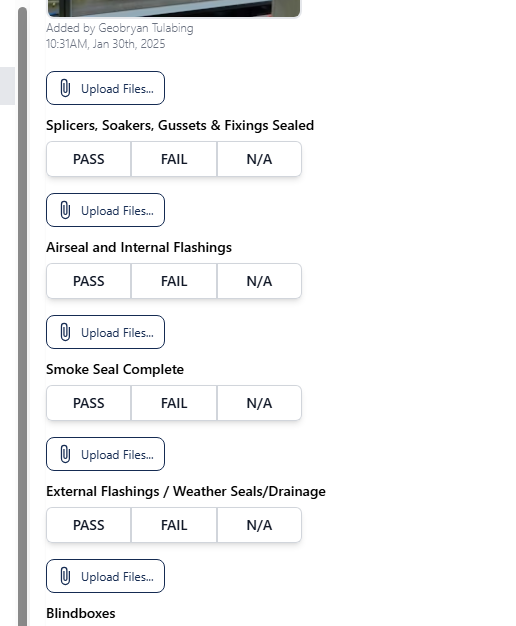 Added by Geobryan Tulabing
10:31AM, Jan 30th, 2025
Upload Files...
Splicers, Soakers, Gussets & Fixings Sealed
PASS FAIL N/A
Upload Files...
Airseal and Internal Flashings
PASS FAIL N/A
Upload Files...
Smoke Seal Complete
PASS FAIL N/A
Upload Files...
External Flashings / Weather Seals/Drainage
PASS FAIL N/A
Upload Files...
Blindboxes